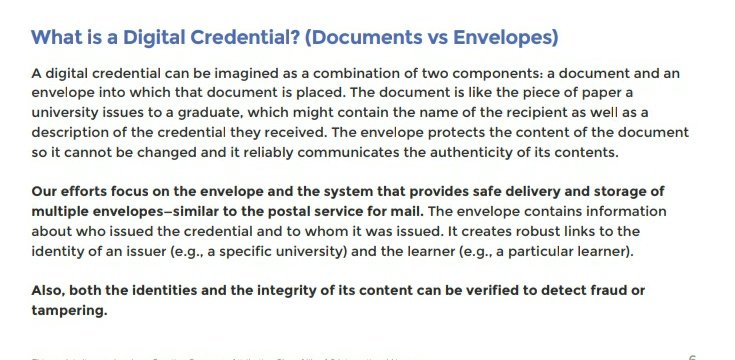 What is a Digital Credential? (Documents vs Envelopes)
A digital credential can be imagined as a combination of two components: a document and an
envelope into which that document is placed. The document is like the piece of paper a
university issues to a graduate, which might contain the name of the recipient as well as a
description of the credential they received. The envelope protects the content of the document
so it cannot be changed and it reliably communicates the authenticity of its contents.
Our efforts focus on the envelope and the system that provides safe delivery and storage of
multiple envelopes—similar to the postal service for mail. The envelope contains information
about who issued the credential and to whom it was issued. It creates robust links to the
identity of an issuer (e.g., a specific university) and the learner (e.g., a particular learner).
Also, both the identities and the integrity of its content can be verified to detect fraud or
tampering.